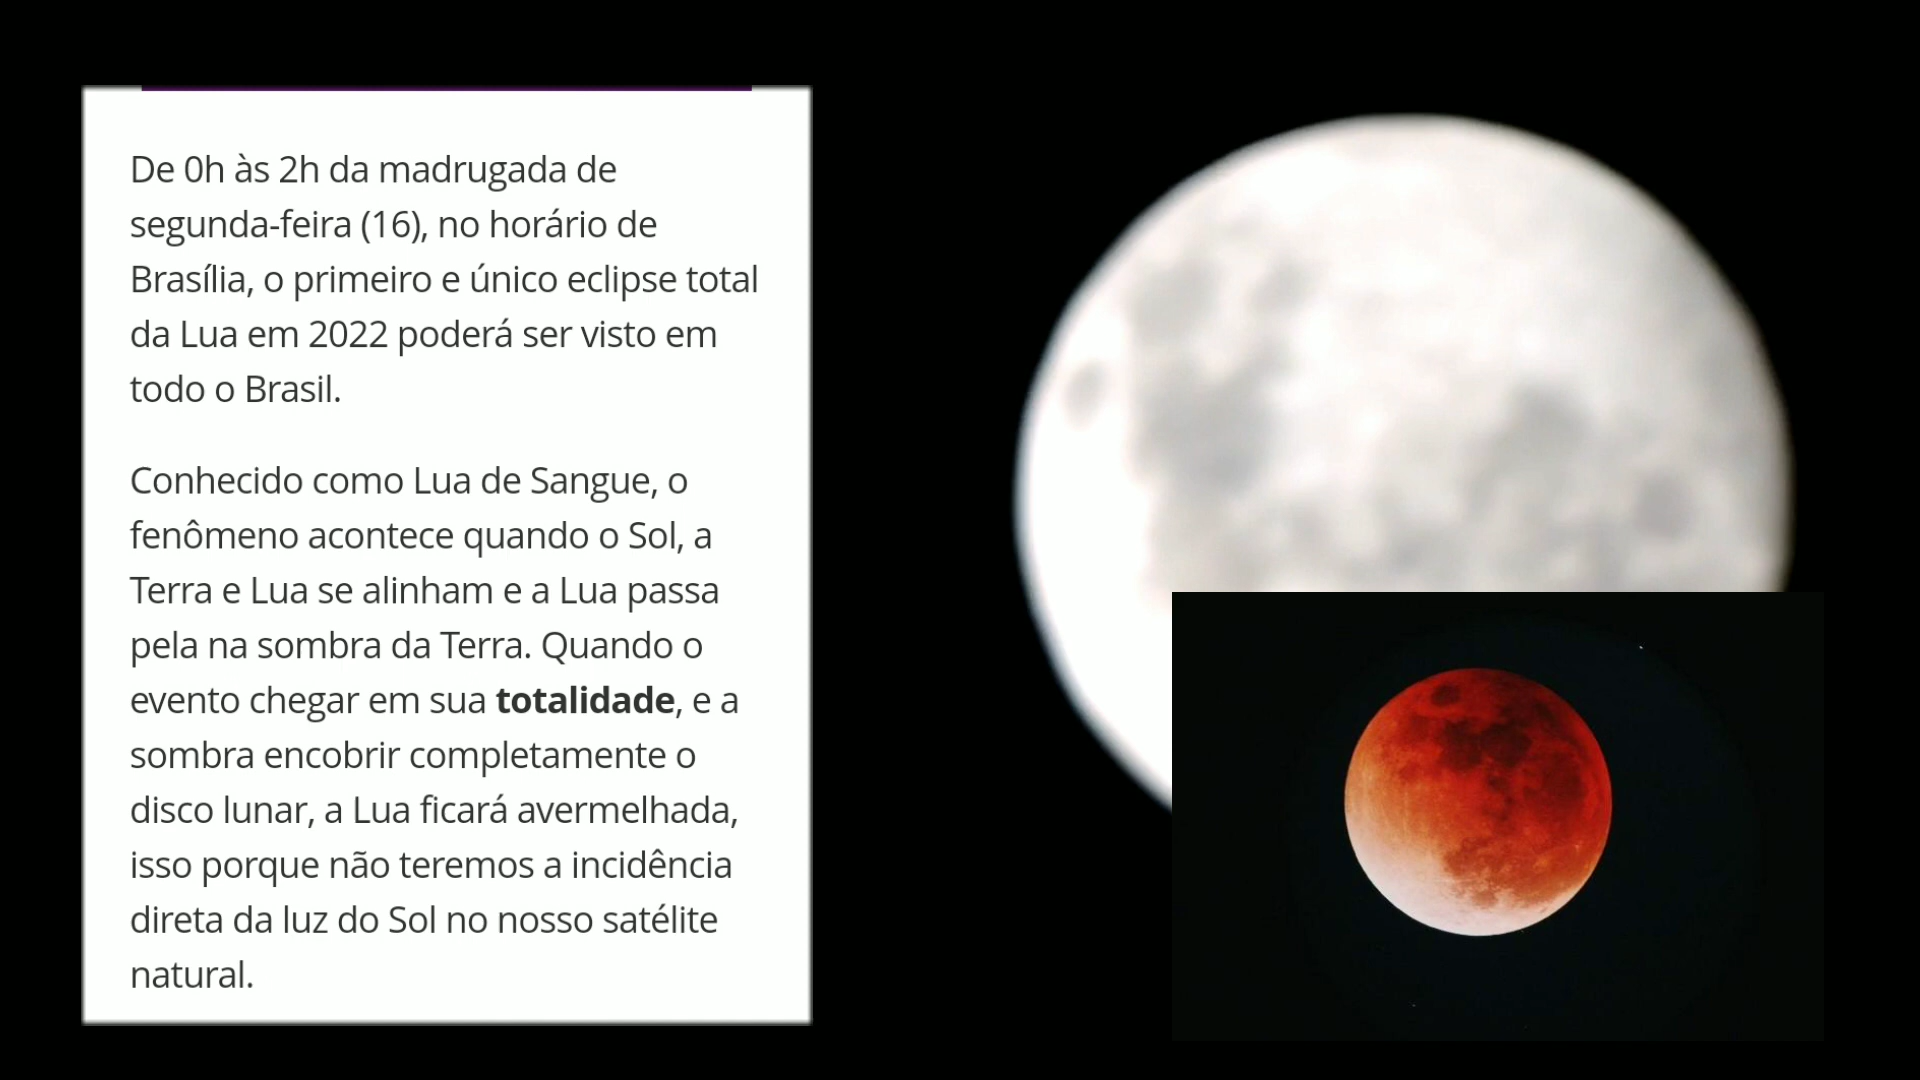 De 0h às 2h da madrugada de
segunda-feira (16), no horário de
Brasília, o primeiro e único eclipse total
da Lua em 2022 poderá ser visto em
todo o Brasil.
Conhecido como Lua de Sangue, o
fenômeno acontece quando o Sol, a
Terra e Lua se alinham e a Lua passa
pela na sombra da Terra. Quando o
evento chegar em sua totalidade, e a
sombra encobrir completamente o
disco lunar, a Lua ficará avermelhada,
isso porque não teremos a incidência
direta da luz do Sol no nosso satélite
natural.